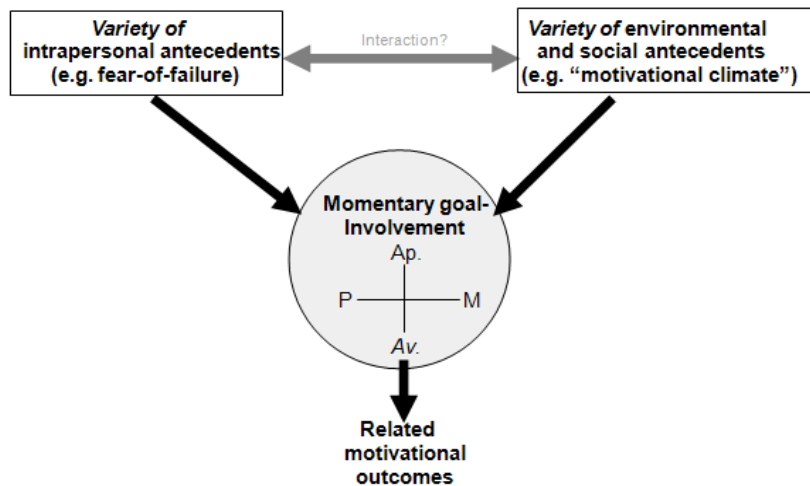 Variety of
intrapersonal antecedents
(e.g. fear-of-failure)
Interaction?
Variety of environmental
and social antecedents
(e.g. “motivational climate”)
Momentary goal-
Involvement
Ap.
P
M
Av.
Related
motivational
outcomes